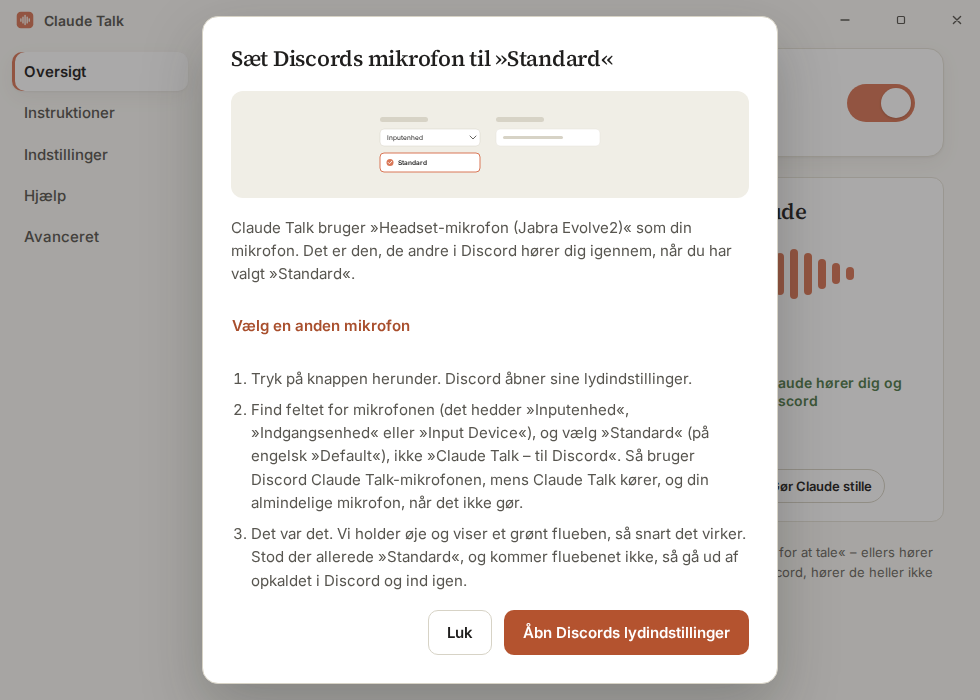 Claude Talk
Oversigt
Instruktioner
Indstillinger
Hjælp
Avanceret
Sæt Discords mikrofon til »Standard«
Inputenhed
Standard
Claude Talk bruger »Headset-mikrofon (Jabra Evolve2)« som din
mikrofon. Det er den, de andre i Discord hører dig igennem, når du har
valgt »Standard«.
Vælg en anden mikrofon
1. Tryk på knappen herunder. Discord åbner sine lydindstillinger.
2. Find feltet for mikrofonen (det hedder »Inputenhed«,
»Indgangsenhed« eller »Input Device«), og vælg »Standard« (på
engelsk »Default«), ikke »Claude Talk – til Discord«. Så bruger
Discord Claude Talk-mikrofonen, mens Claude Talk kører, og din
almindelige mikrofon, når det ikke gør.
3. Det var det. Vi holder øje og viser et grønt flueben, så snart det virker.
Stod der allerede »Standard«, og kommer fluebenet ikke, så gå ud af
opkaldet i Discord og ind igen.
Luk
Åbn Discords lydindstillinger
hører dig og
Claude stille
for at tale« – ellers hører
hører de heller ikke